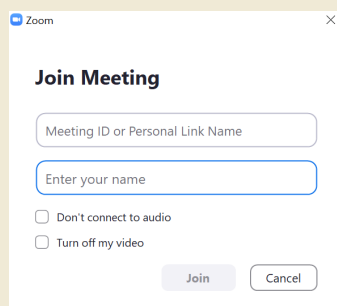 Zoom
Join Meeting
Meeting ID or Personal Link Name
Enter your name
Don't connect to audio
Turn off my video
Join Cancel